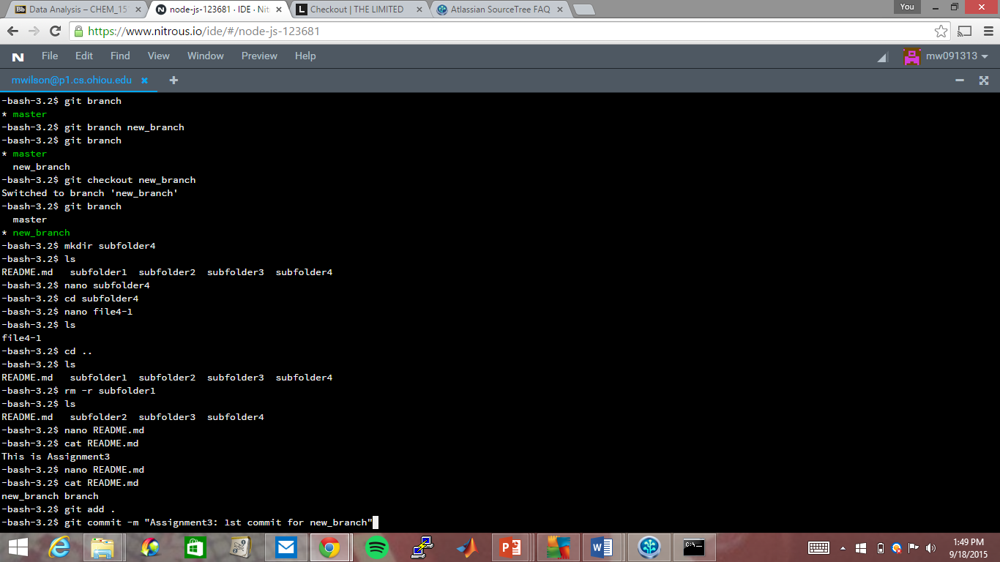 Data Analysis – CHEM_15
node-js-123681 · IDE · Nit
Checkout | THE LIMITED
Atlassian SourceTree FAQ
You
https://www.nitrous.io/ide/#/node-js-123681
N File Edit Find View Window Preview Help mw091313
mwilson@p1.cs.ohiou.edu
-bash-3.2$ git branch
* master
-bash-3.2$ git branch new_branch
-bash-3.2$ git branch
* master
new_branch
-bash-3.2$ git checkout new_branch
Switched to branch 'new_branch'
-bash-3.2$ git branch
master
* new_branch
-bash-3.2$ mkdir subfolder4
-bash-3.2$ ls
README.md subfolder1 subfolder2 subfolder3 subfolder4
-bash-3.2$ nano subfolder4
-bash-3.2$ cd subfolder4
-bash-3.2$ nano file4-1
-bash-3.2$ ls
file4-1
-bash-3.2$ cd ..
-bash-3.2$ ls
README.md subfolder1 subfolder2 subfolder3 subfolder4
-bash-3.2$ rm -r subfolder1
-bash-3.2$ ls
README.md subfolder2 subfolder3 subfolder4
-bash-3.2$ nano README.md
-bash-3.2$ cat README.md
This is Assignment3
-bash-3.2$ nano README.md
-bash-3.2$ cat README.md
new_branch branch
-bash-3.2$ git add .
-bash-3.2$ git commit -m "Assignment3: 1st commit for new_branch"
1:49 PM
9/18/2015